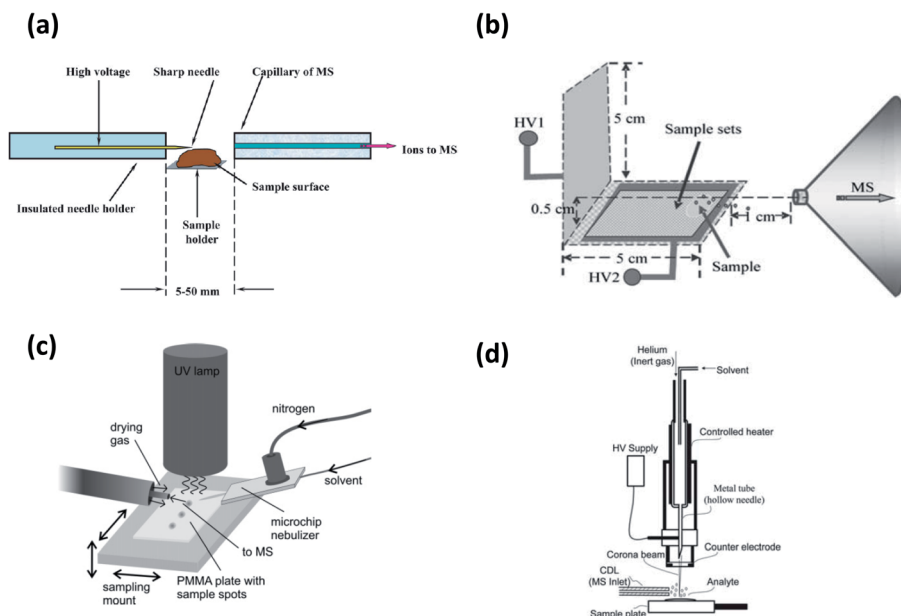 (a)
High voltage
Sharp needle
Capillary of MS
Ions to MS
Insulated needle holder
Sample surface
Sample
holder
5-50 mm
(b)
HV1
5 cm
Sample sets
MS
0.5 cm
1 cm
5 cm
Sample
HV2
(c)
UV lamp
nitrogen
drying
gas
solvent
microchip
nebulizer
to MS
PMMA plate with
sample spots
sampling
mount
(d)
Helium
(Inert gas)
Solvent
Controlled heater
HV Supply
Metal tube
(hollow needle)
Counter electrode
Corona beam
CDL
(MS Inlet)
Analyte
Sample plate